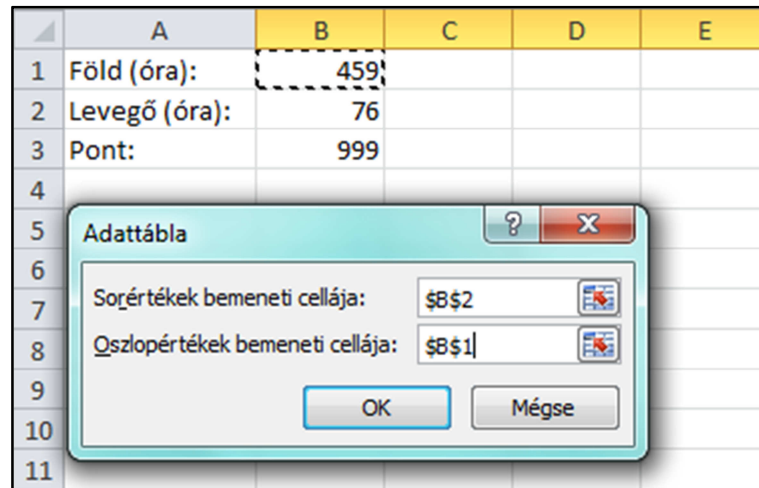 A B C D E
1 Föld (óra): 459
2 Levegő (óra): 76
3 Pont: 999
4
5 Adattábla ? x
6
7 Sorértékek bemeneti cellája: $B$2
8 Oszlopértékek bemeneti cellája: $B$1
9
10 OK Mégse
11